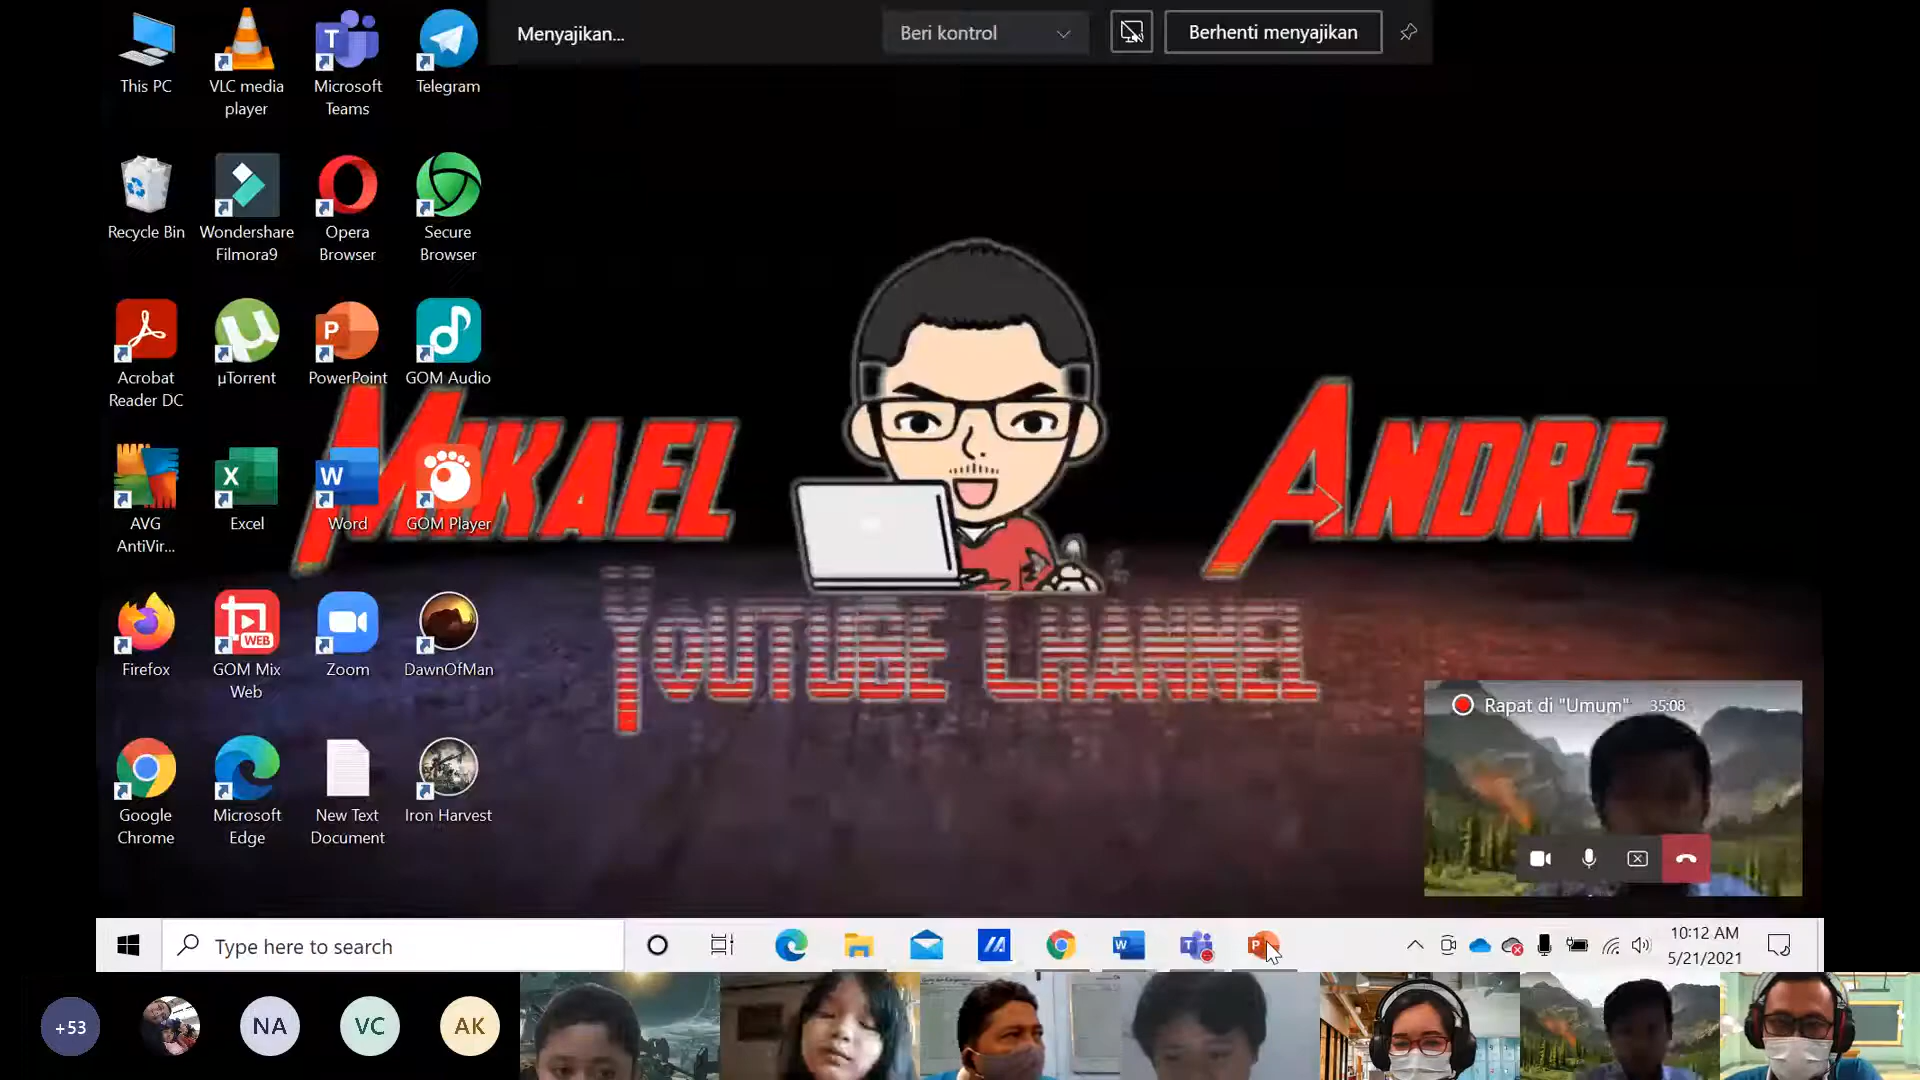 Menyajikan...
Beri kontrol
Berhenti menyajikan
This PC
VLC media
player
Microsoft
Teams
Telegram
Recycle Bin
Wondershare
Filmora9
Opera
Browser
Secure
Browser
Acrobat
Reader DC
µTorrent
PowerPoint
GOM Audio
AVG
AntiVir...
Excel
Word
GOM Player
Firefox
GOM Mix
Web
Zoom
DawnOfMan
Google
Chrome
Microsoft
Edge
New Text
Document
Iron Harvest
MIKAEL
ANDRE
YOUTUBE CHANNEL
Rapat di "Umum" 35:08
Type here to search
10:12 AM
5/21/2021
+53
NA
VC
AK